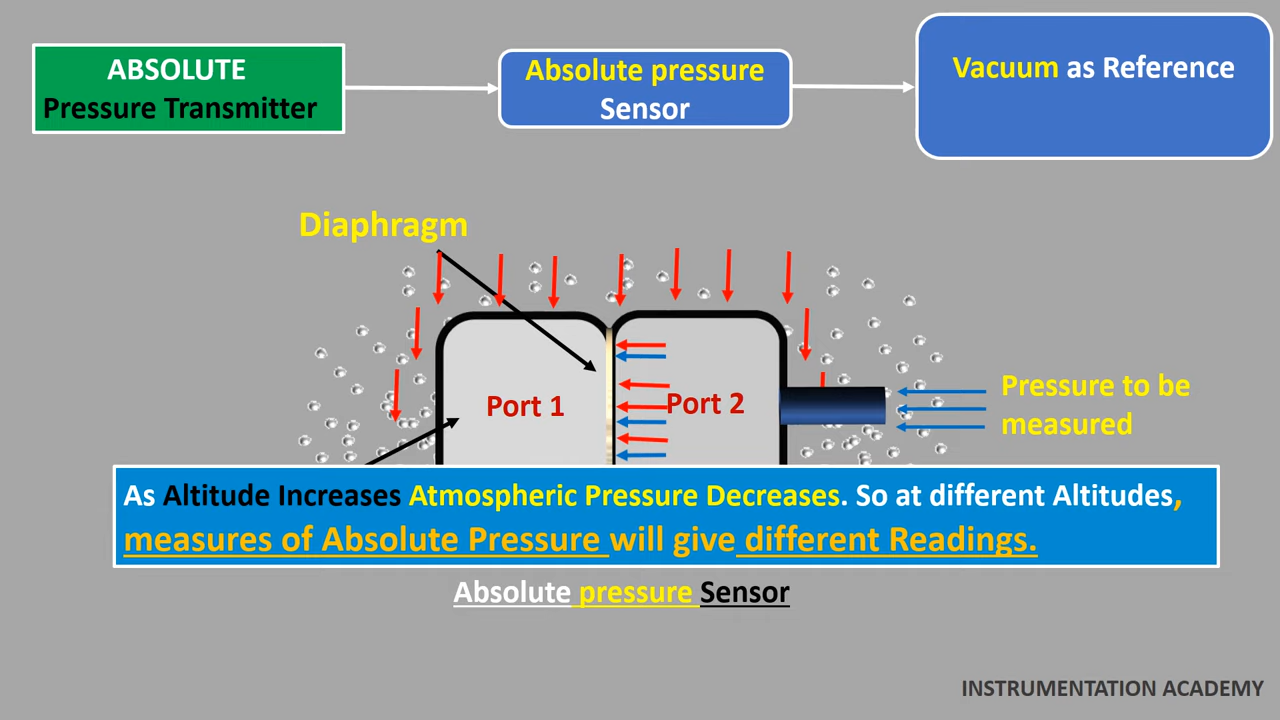 ABSOLUTE
Pressure Transmitter
Absolute pressure
Sensor
Vacuum as Reference
Diaphragm
Port 1
Port 2
Pressure to be
measured
As Altitude Increases Atmospheric Pressure Decreases. So at different Altitudes,
measures of Absolute Pressure will give different Readings.
Absolute pressure Sensor
INSTRUMENTATION ACADEMY